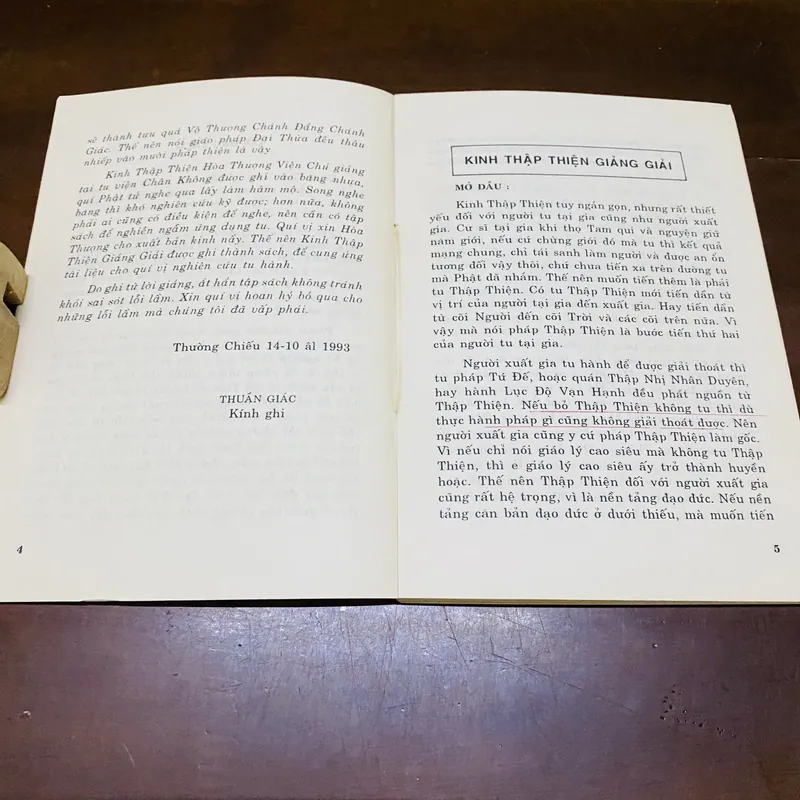 sẽ thành tựu quả Vô Thượng Chánh Đẳng Chánh
Giác. Thế nên nói giáo pháp Đại Thừa đều thâu
nhiếp vào mười pháp thiện là vậy
Kinh Thập Thiện Hòa Thượng Viện Chủ giảng
tại tu viện Chân Không được ghi vào băng nhựa,
quí Phật tử nghe qua lấy làm hâm mộ. Song nghe
băng thì khó nghiên cứu kỹ được; hơn nữa, không
phải ai cũng có điều kiện để nghe, nên cần có tập
sách để nghiền ngẫm ứng dụng tu. Quí vị xin Hòa
Thượng cho xuất bản kinh nầy. Thế nên Kinh Thập
Thiện Giảng Giải được ghi thành sách, để cung ứng
tài liệu cho quí vị nghiên cứu tu hành.
Do ghi từ lời giảng, ắt hẳn tập sách không tránh
khỏi sai sót lỗi lầm. Xin quí vị hoan hỷ bỏ qua cho
những lỗi lầm mà chúng tôi đã vấp phải.
Thường Chiếu 14-10 âl 1993
THUẦN GIÁC
Kính ghi
4
KINH THẬP THIỆN GIẢNG GIẢI
MỞ ĐẦU :
Kinh Thập Thiện tuy ngắn gọn, nhưng rất thiết
yếu đối với người tu tại gia cũng như người xuất
gia. Cư sĩ tại gia khi thọ Tam qui và nguyện giữ
năm giới, nếu cứ chừng giới đó mà tu thì kết quả
mạng chung, chỉ tái sanh làm người và được an ổn
tương đối vậy thôi, chứ chưa tiến xa trên đường tu
mà Phật đã nhắm. Thế nên muốn tiến thêm là phải
tu Thập Thiện. Có tu Thập Thiện mới tiến dần từ
vị trí của người tại gia đến xuất gia. Hay tiến dần
từ cõi Người đến cõi Trời và các cõi trên nữa. Vì
vậy mà nói pháp Thập Thiện là bước tiến thứ hai
của người tu tại gia.
Người xuất gia tu hành để được giải thoát thì
tu pháp Tứ Đế, hoặc quán Thập Nhị Nhân Duyên,
hay hành Lục Độ Vạn Hạnh đều phát nguồn từ
Thập Thiện. Nếu bỏ Thập Thiện không tu thì dù
thực hành pháp gì cũng không giải thoát được. Nên
người xuất gia cũng y cứ pháp Thập Thiện làm gốc.
Vì nếu chỉ nói giáo lý cao siêu mà không tu Thập
Thiện, thì e giáo lý cao siêu ấy trở thành huyền
hoặc. Thế nên Thập Thiện đối với người xuất gia
cũng rất hệ trọng, vì là nền tảng đạo đức. Nếu nền
tảng căn bản đạo đức ở dưới thiếu, mà muốn tiến
5